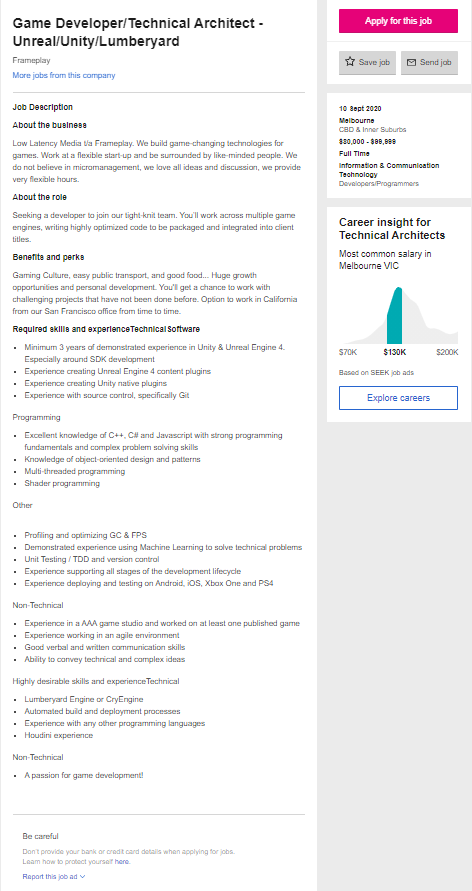 Game Developer/Technical Architect -
Unreal/Unity/Lumberyard
Frameplay
More jobs from this company
Job Description
About the business
Low Latency Media t/a Frameplay. We build game-changing technologies for
games. Work at a flexible start-up and be surrounded by like-minded people. We
do not believe in micromanagement, we love all ideas and discussion, we provide
very flexible hours.
About the role
Seeking a developer to join our tight-knit team. You'll work across multiple game
engines, writing highly optimized code to be packaged and integrated into client
titles.
Benefits and perks
Gaming Culture, easy public transport, and good food... Huge growth
opportunities and personal development. You'll get a chance to work with
challenging projects that have not been done before. Option to work in California
from our San Francisco office from time to time.
Required skills and experienceTechnical Software
• Minimum 3 years of demonstrated experience in Unity & Unreal Engine 4.
Especially around SDK development
• Experience creating Unreal Engine 4 content plugins
• Experience creating Unity native plugins
• Experience with source control, specifically Git
Programming
• Excellent knowledge of C++, C# and Javascript with strong programming
fundamentals and complex problem solving skills
• Knowledge of object-oriented design and patterns
• Multi-threaded programming
• Shader programming
Other
• Profiling and optimizing GC & FPS
• Demonstrated experience using Machine Learning to solve technical problems
• Unit Testing / TDD and version control
• Experience supporting all stages of the development lifecycle
• Experience deploying and testing on Android, iOS, Xbox One and PS4
Non-Technical
• Experience in a AAA game studio and worked on at least one published game
• Experience working in an agile environment
• Good verbal and written communication skills
• Ability to convey technical and complex ideas
Highly desirable skills and experienceTechnical
• Lumberyard Engine or CryEngine
• Automated build and deployment processes
• Experience with any other programming languages
• Houdini experience
Non-Technical
• A passion for game development!
Be careful
Don't provide your bank or credit card details when applying for jobs.
Learn how to protect yourself here.
Report this job ad
Apply for this job
Save job
Send job
10 Sept 2020
Melbourne
CBD & Inner Suburbs
$80,000 - $99,999
Full Time
Information & Communication
Technology
Developers/Programmers
Career insight for
Technical Architects
Most common salary in
Melbourne VIC
$70K $130K $200K
Based on SEEK job ads
Explore careers